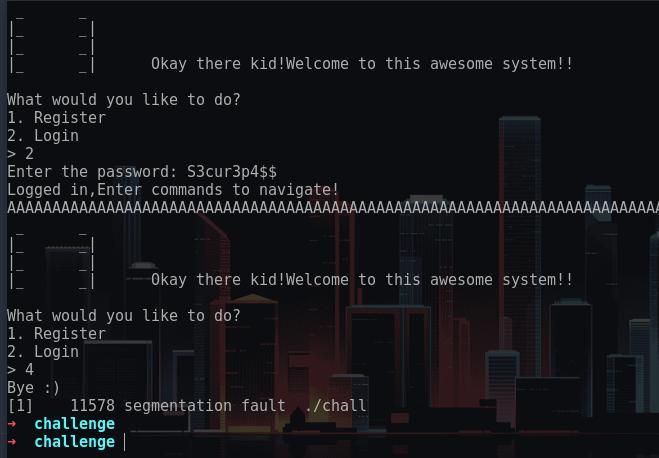 _      _
|_      _|
|_      _|
|_      _|      Okay there kid!Welcome to this awesome system!!
What would you like to do?
1. Register
2. Login
> 2
Enter the password: S3cur3p4$$
Logged in,Enter commands to navigate!
AAAAAAAAAAAAAAAAAAAAAAAAAAAAAAAAAAAAAAAAAAAAAAAAAAAAAAAAAAAAAAAAAAAAAAAAA
 _      _
|_      _|
|_      _|
|_      _|      Okay there kid!Welcome to this awesome system!!
What would you like to do?
1. Register
2. Login
> 4
Bye :)
[1]    11578 segmentation fault  ./chall
→  challenge
→  challenge